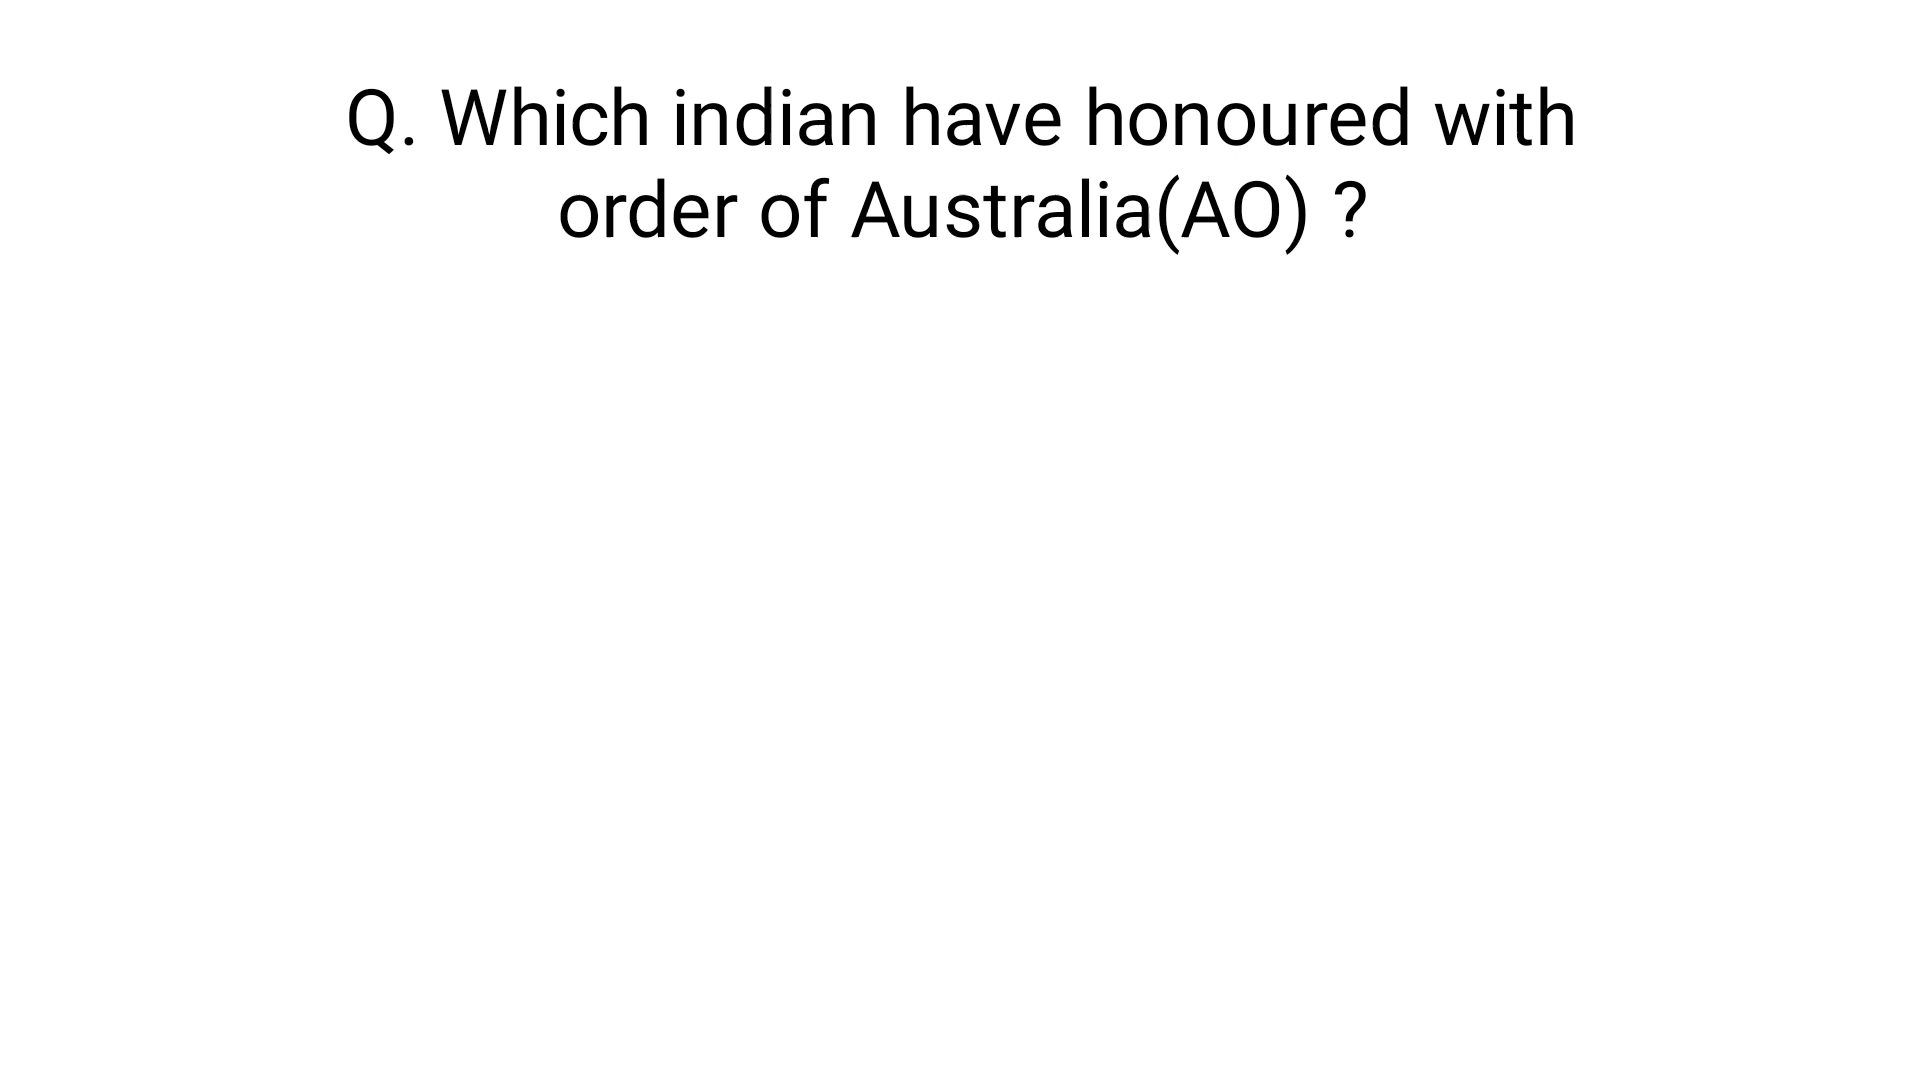 Q. Which indian have honoured with
order of Australia(AO) ?